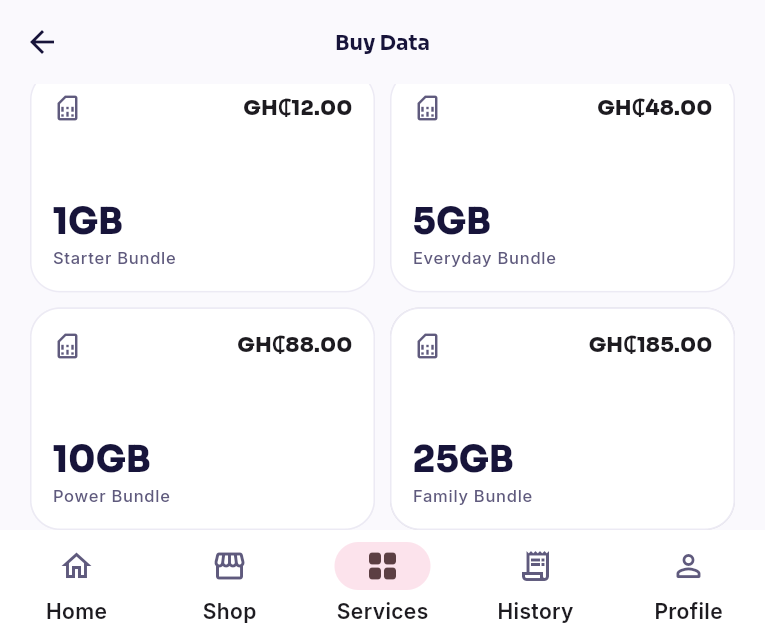 Buy Data
GH₵12.00
1GB
Starter Bundle
GH₵48.00
5GB
Everyday Bundle
GH₵88.00
10GB
Power Bundle
GH₵185.00
25GB
Family Bundle
Home
Shop
Services
History
Profile